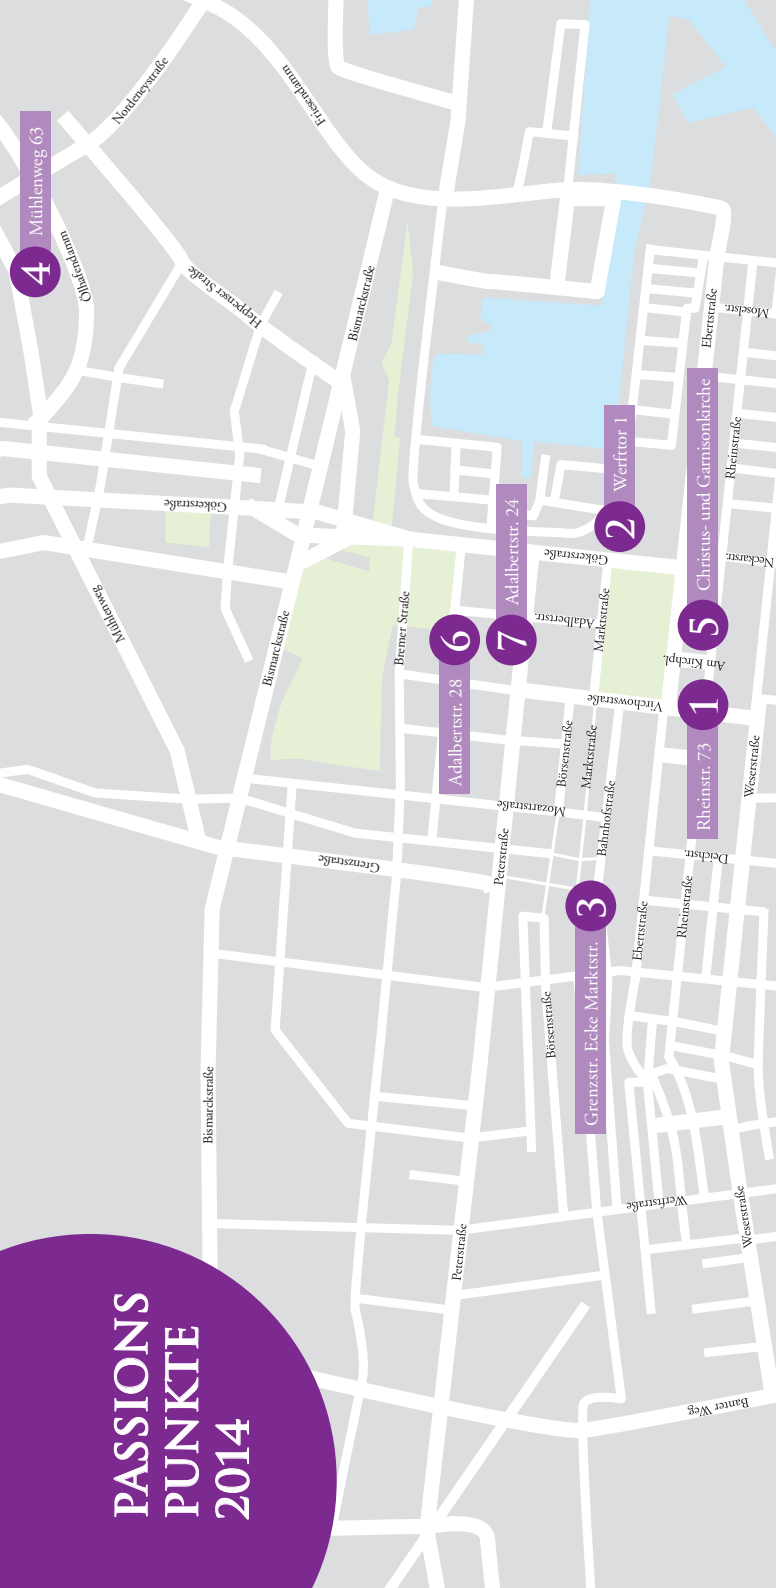 PASSIONS
PUNKTE
2014
4 Mühlenweg 63
Nordeneystraße
Friesendamm
Ölhafendamm
Heppenser Straße
Bismarckstraße
Gökerstraße
Mühlenweg
Bismarckstraße
Bremer Straße
Ebertstraße
Moselstr.
Rheinstraße
Neckarstr.
2 Werfttor 1
5 Christus- und Garnisonkirche
7 Adalbertstr. 24
6
Adalbertstr. 28
Gökerstraße
Adalbertstr.
Marktstraße
Am Kirchpl.
Virchowstraße
1
Rheinstr. 73
Börsenstraße
Marktstraße
Bahnhofstraße
Mozartstraße
Weserstraße
Deichstr.
Peterstraße
Grenzstraße
Rheinstraße
Ebertstraße
3
Grenzstr. Ecke Marktstr.
Börsenstraße
Bismarckstraße
Werftstraße
Weserstraße
Peterstraße
Banter Weg